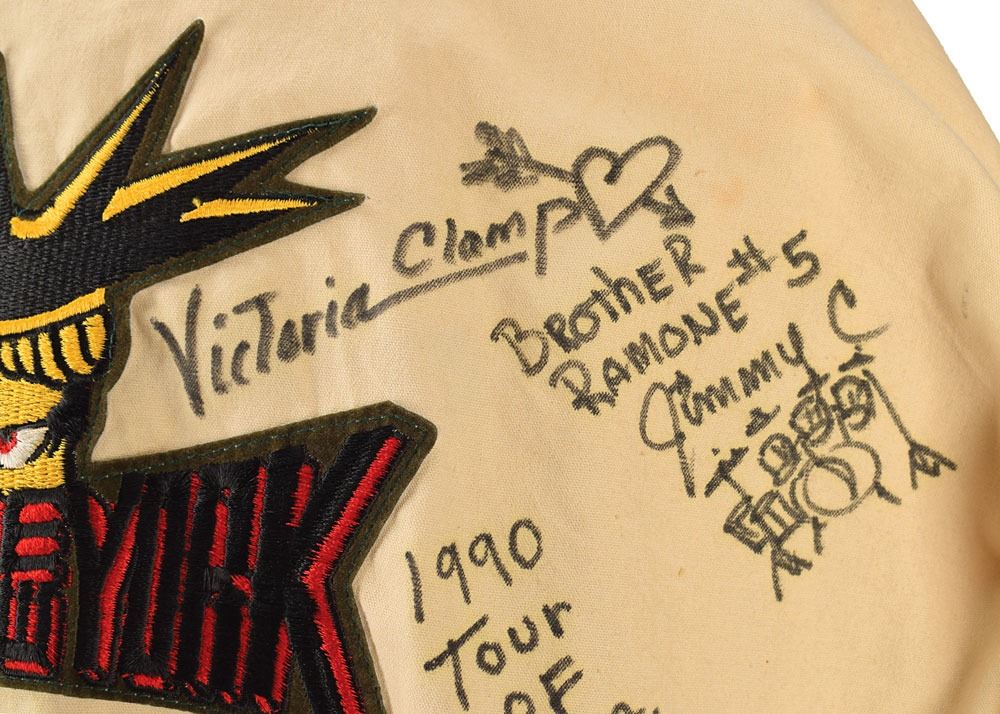 Victoria Clamp
BROTHER
RAMONE #5
Jimmy C
1990
Tour
OF